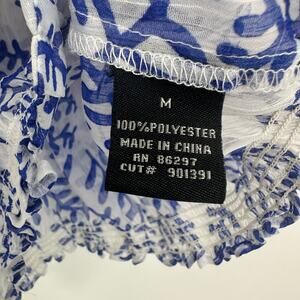 M
100%POLYESTER
MADE IN CHINA
RN 86297
CUT# 901391